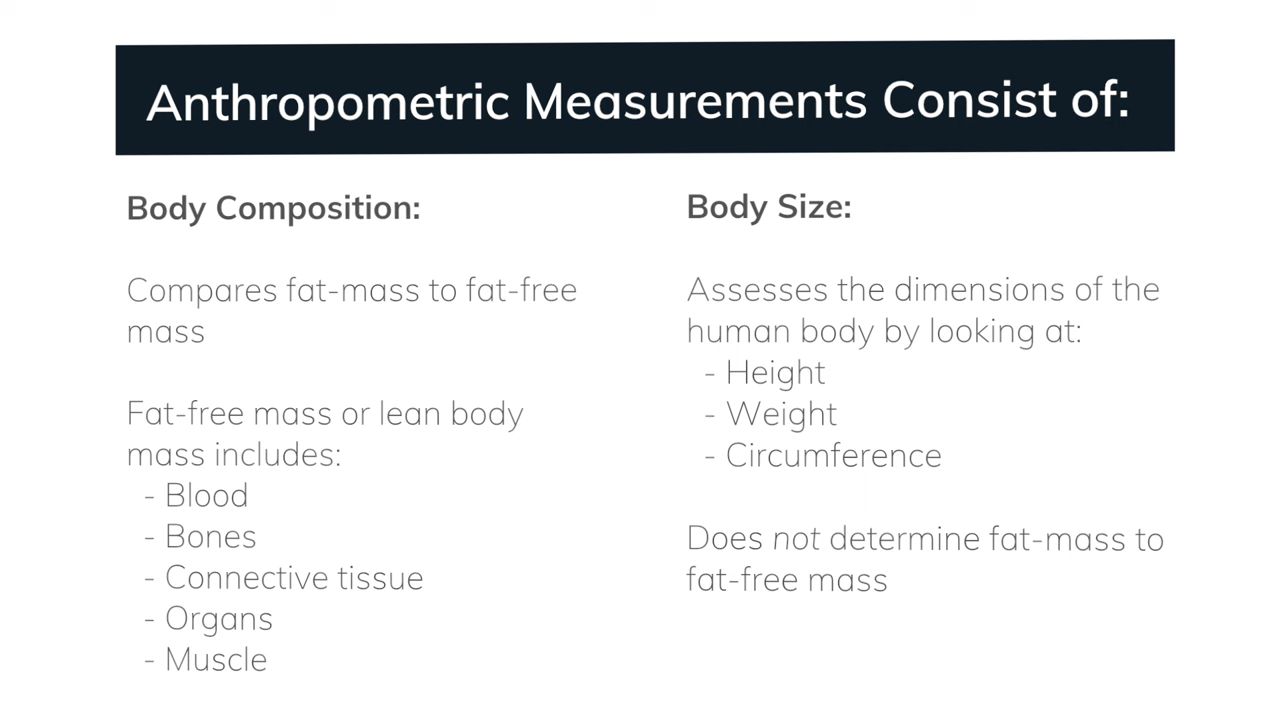 Anthropometric Measurements Consist of:
Body Composition:
Compares fat-mass to fat-free
mass
Fat-free mass or lean body
mass includes:
- Blood
- Bones
- Connective tissue
- Organs
- Muscle
Body Size:
Assesses the dimensions of the
human body by looking at:
- Height
- Weight
- Circumference
Does not determine fat-mass to
fat-free mass